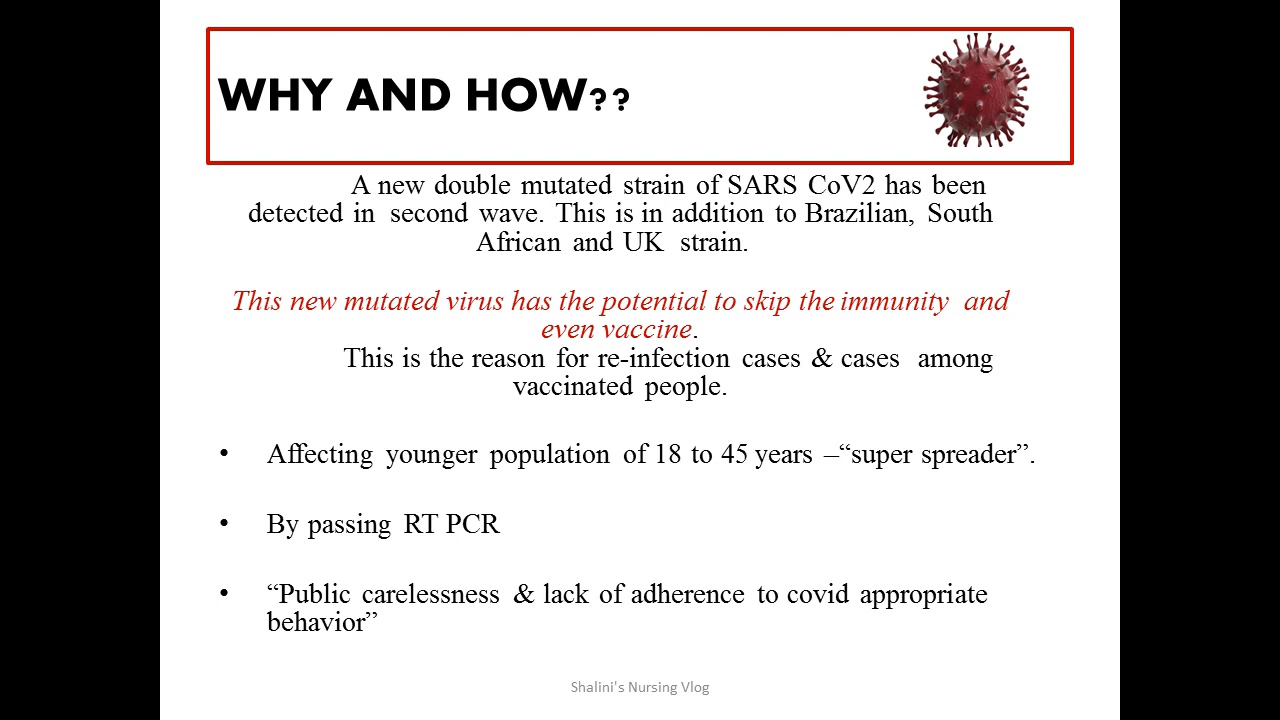 WHY AND HOW??
A new double mutated strain of SARS CoV2 has been
detected in second wave. This is in addition to Brazilian, South
African and UK strain.
This new mutated virus has the potential to skip the immunity and
even vaccine.
This is the reason for re-infection cases & cases among
vaccinated people.
• Affecting younger population of 18 to 45 years –“super spreader”.
• By passing RT PCR
• “Public carelessness & lack of adherence to covid appropriate
behavior”
Shalini's Nursing Vlog